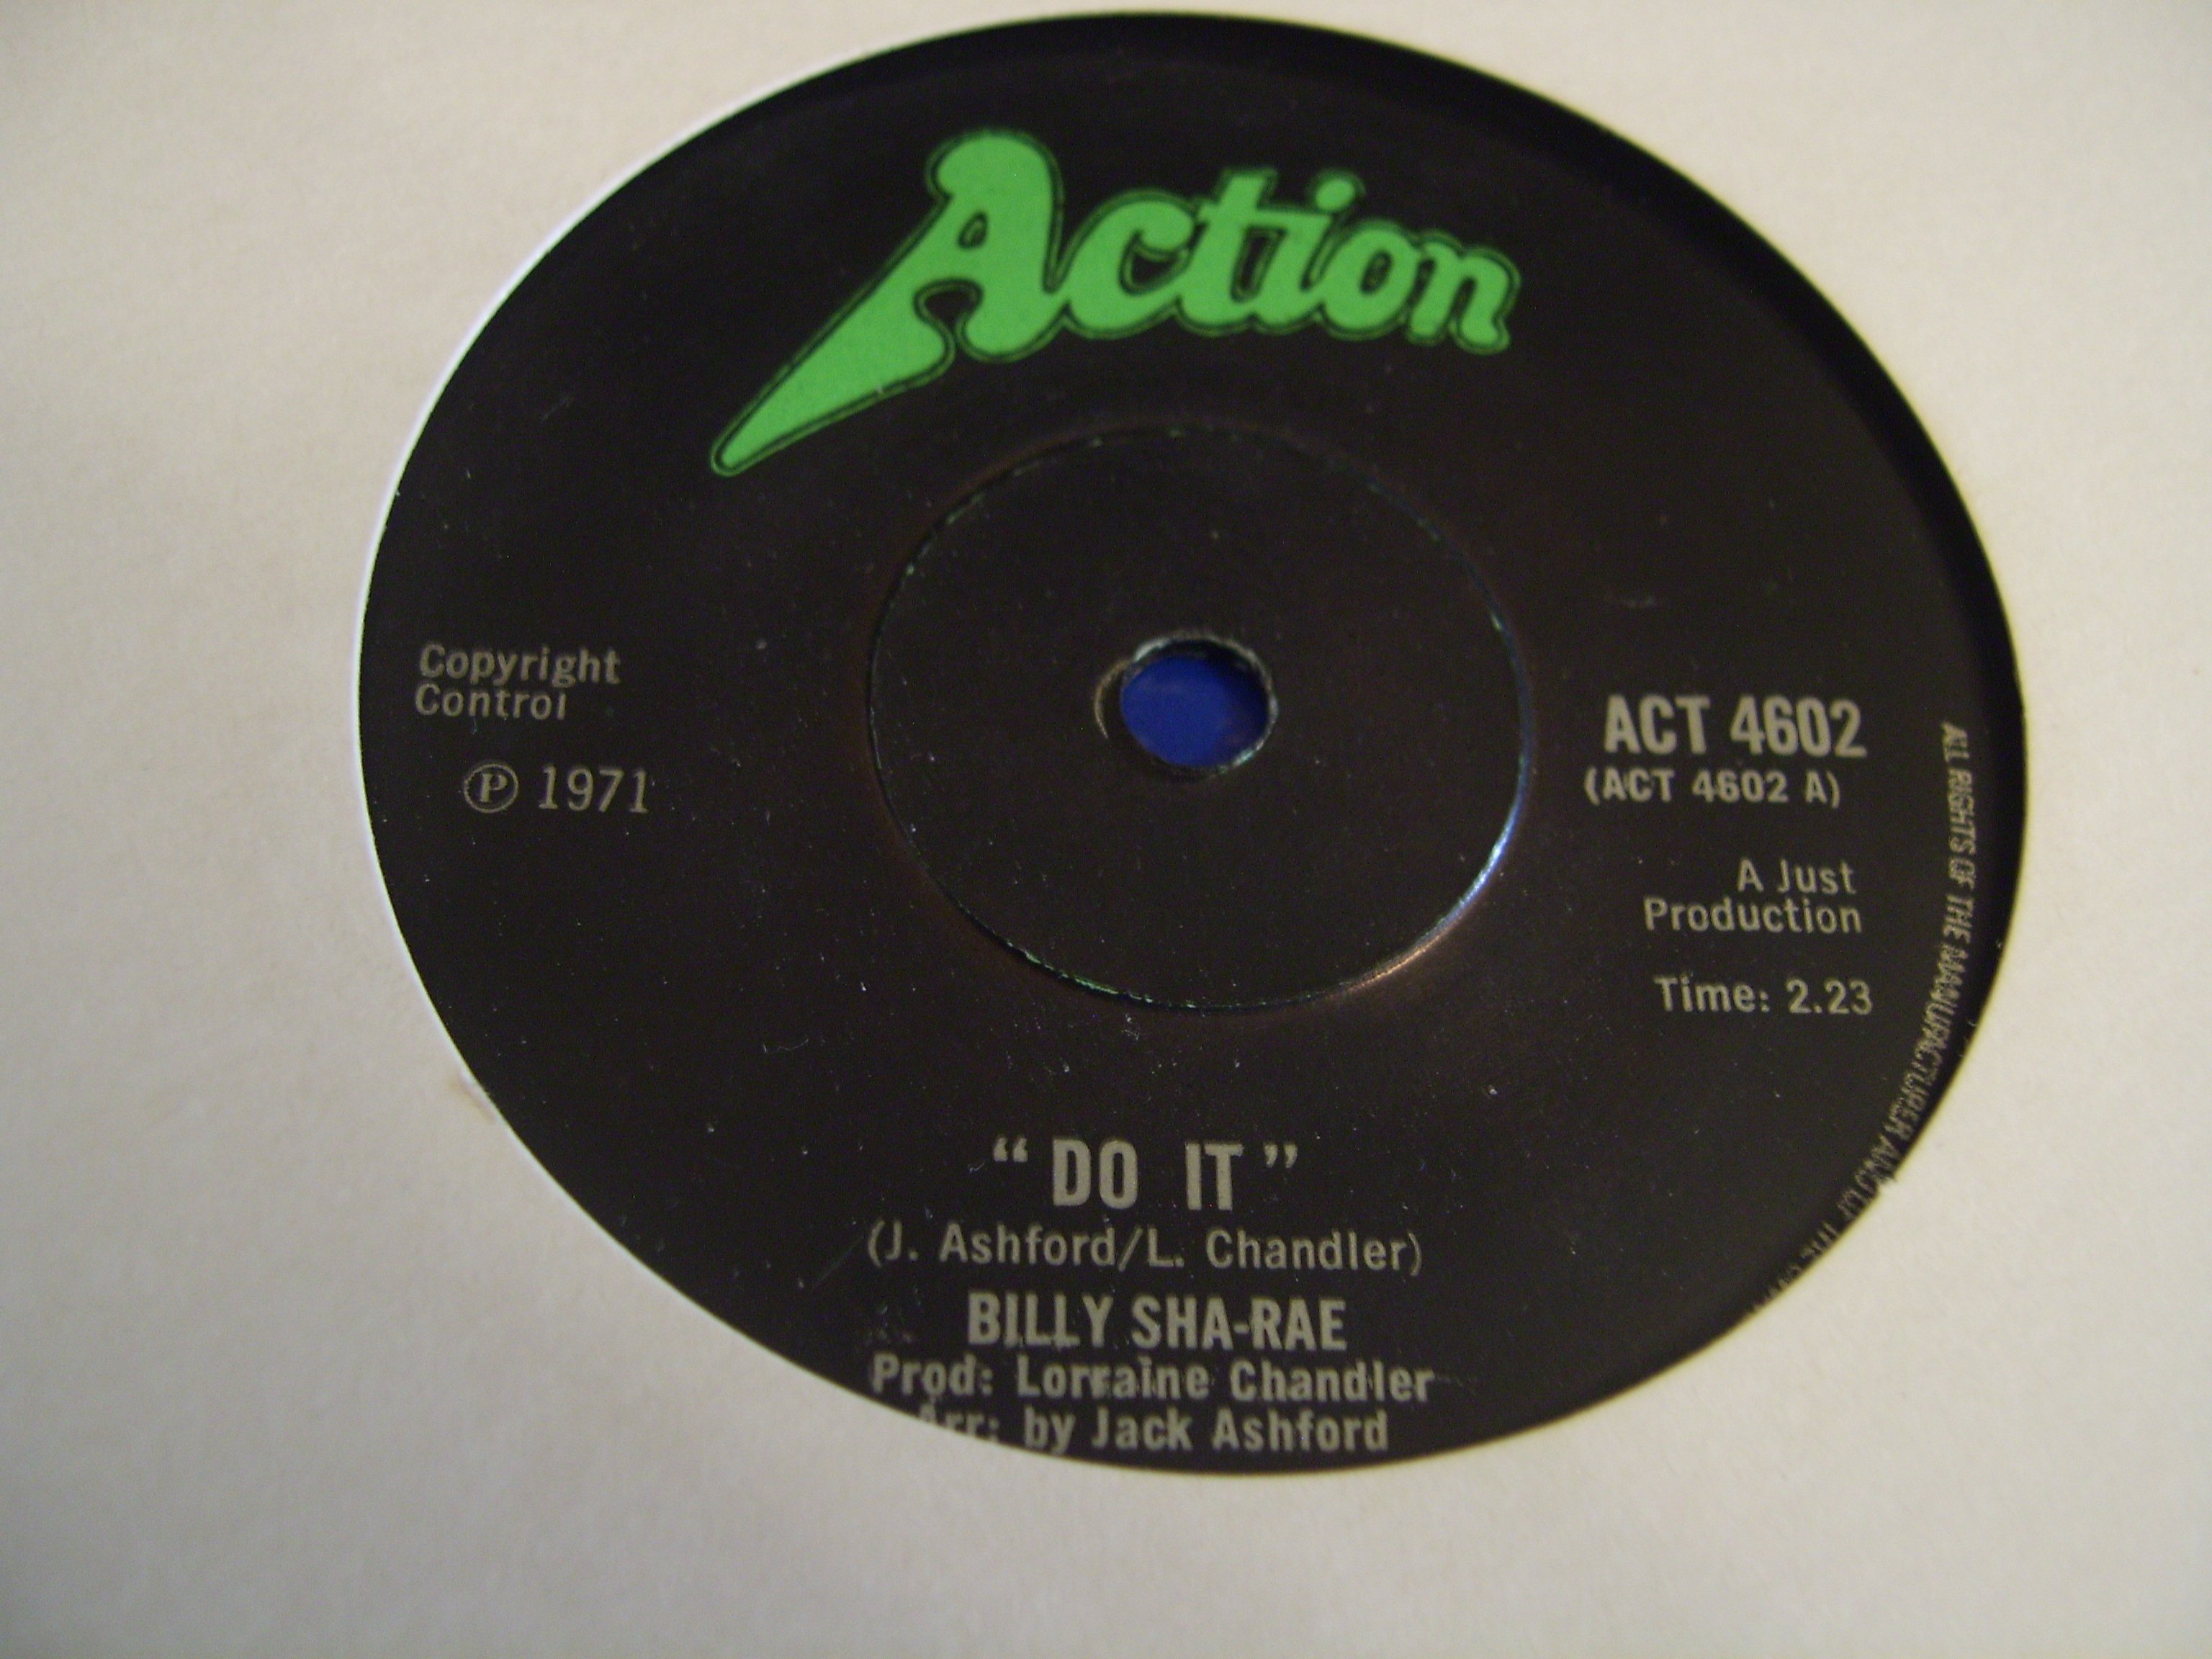 Action
Copyright
Control
Ⓟ 1971
ACT 4602
(ACT 4602 A)
A Just
Production
Time: 2.23
ALL RIGHTS OF THE MANUFACTURER AND OF THE
“DO IT”
(J. Ashford/L. Chandler)
BILLY SHA-RAE
Prod: Lorraine Chandler
Arr: by Jack Ashford